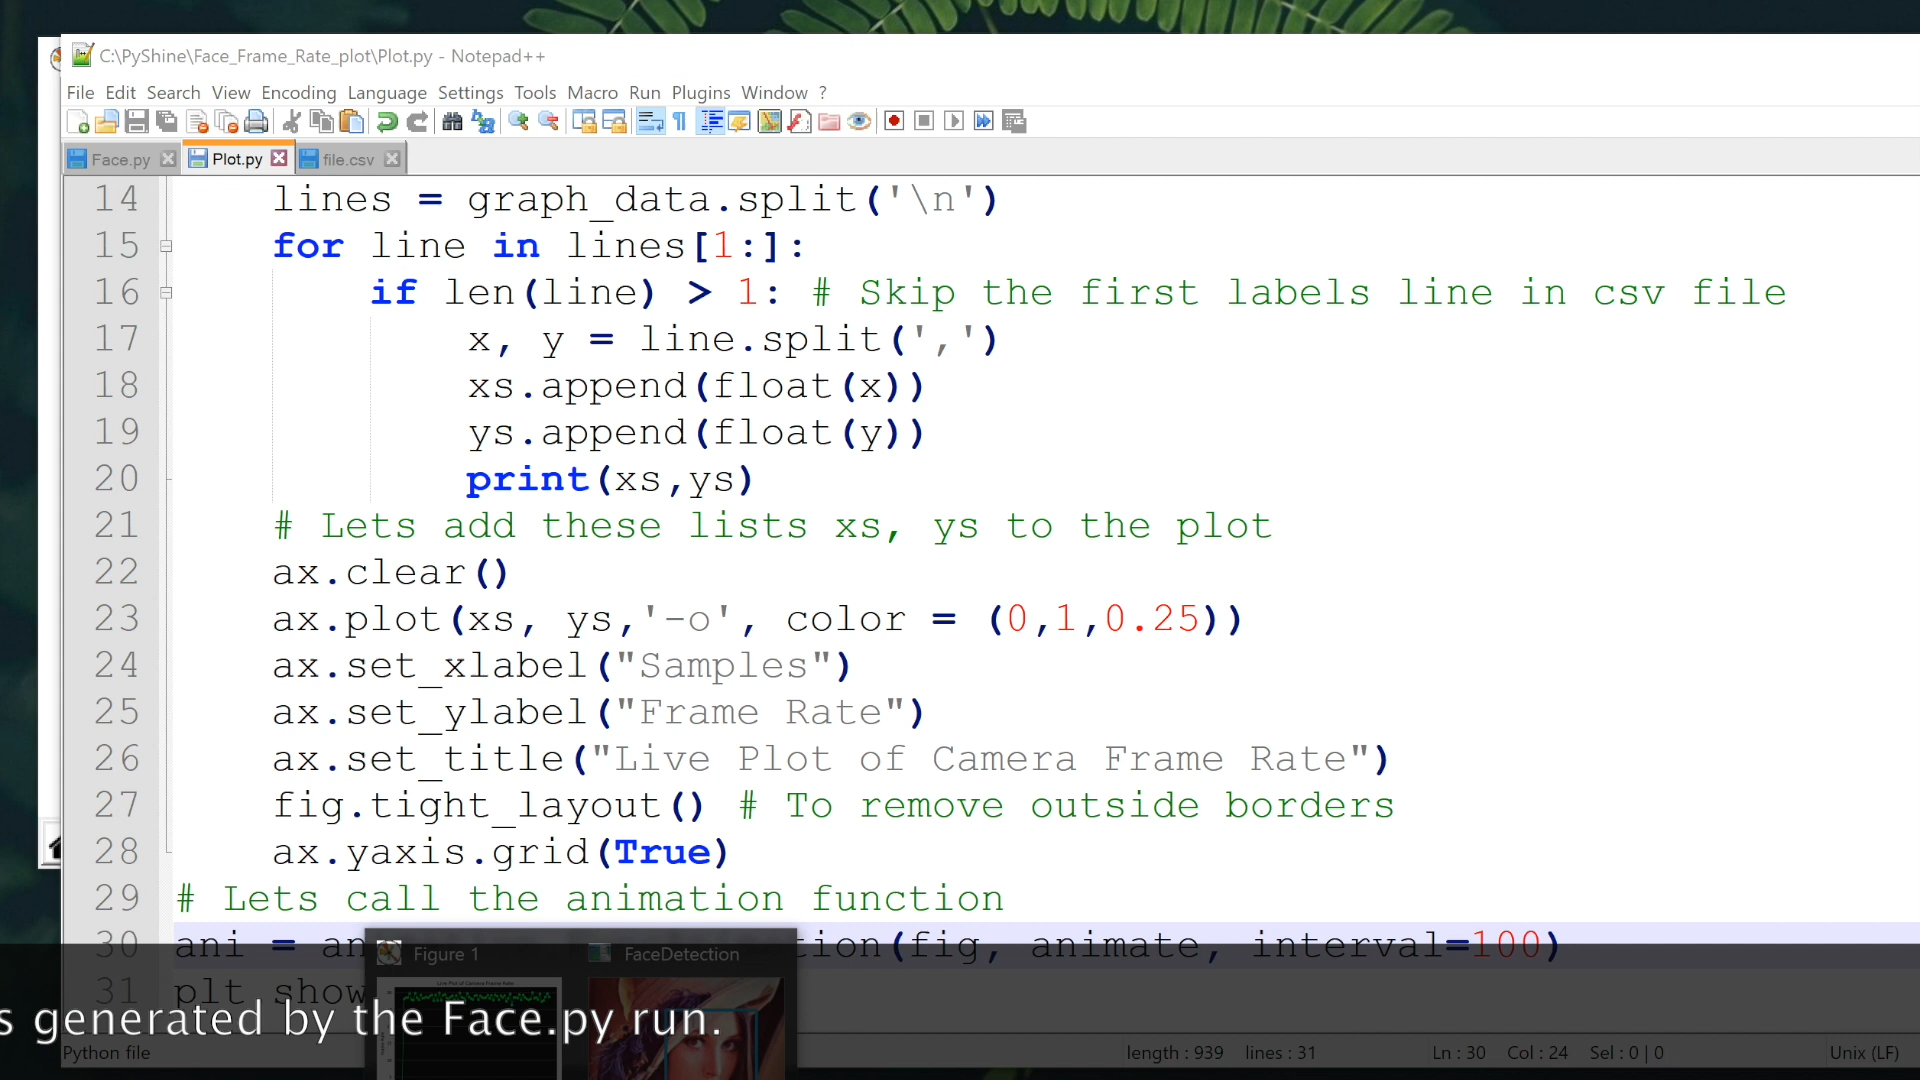 C:\PyShine\Face_Frame_Rate_plot\Plot.py - Notepad++
File Edit Search View Encoding Language Settings Tools Macro Run Plugins Window ?
Face.py Plot.py file.csv
14 lines = graph_data.split('\n')
15 for line in lines[1:]:
16 if len(line) > 1: # Skip the first labels line in csv file
17 x, y = line.split(',')
18 xs.append(float(x))
19 ys.append(float(y))
20 print(xs,ys)
21 # Lets add these lists xs, ys to the plot
22 ax.clear()
23 ax.plot(xs, ys,'-o', color = (0,1,0.25))
24 ax.set_xlabel("Samples")
25 ax.set_ylabel("Frame Rate")
26 ax.set_title("Live Plot of Camera Frame Rate")
27 fig.tight_layout() # To remove outside borders
28 ax.yaxis.grid(True)
29 # Lets call the animation function
30 ani = an tion(fig, animate, interval=100)
Figure 1 FaceDetection
31 plt show
Live Plot of Camera Frame Rate
s generated by the Face.py run.
Python file length : 939 lines : 31 Ln : 30 Col : 24 Sel : 0 | 0 Unix (LF)